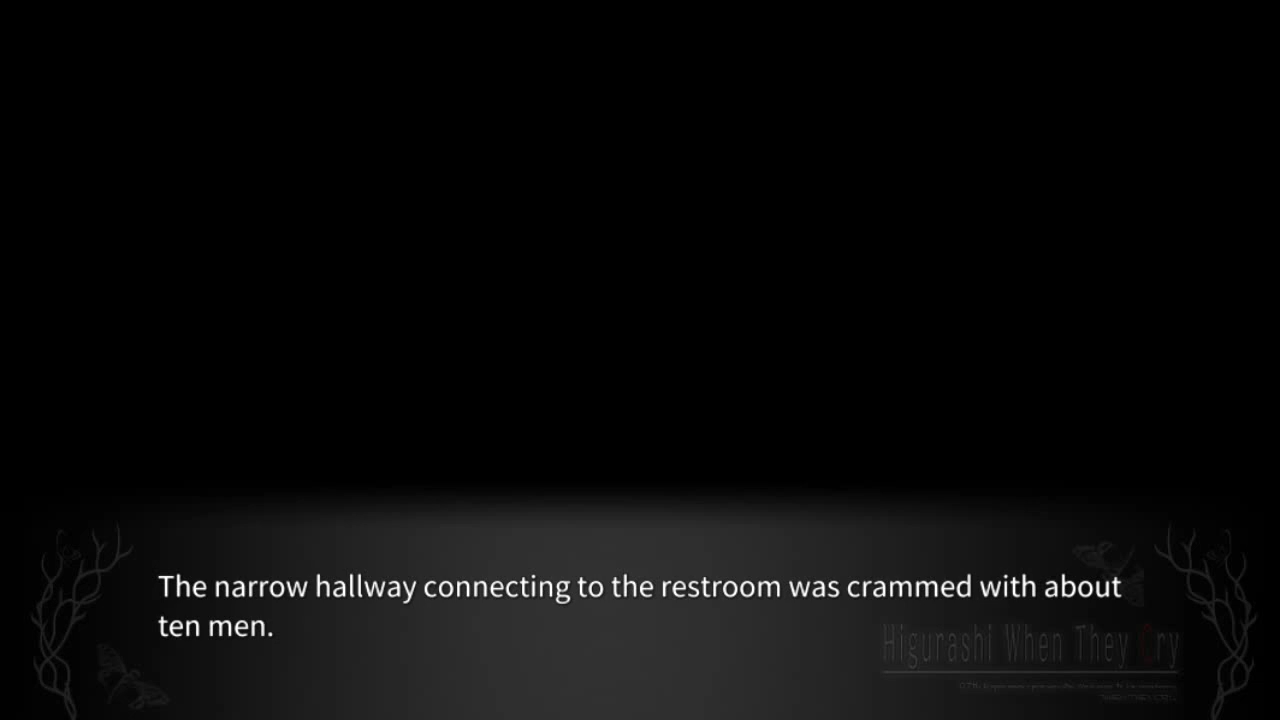 The narrow hallway connecting to the restroom was crammed with about
ten men.
Higurashi When They Cry